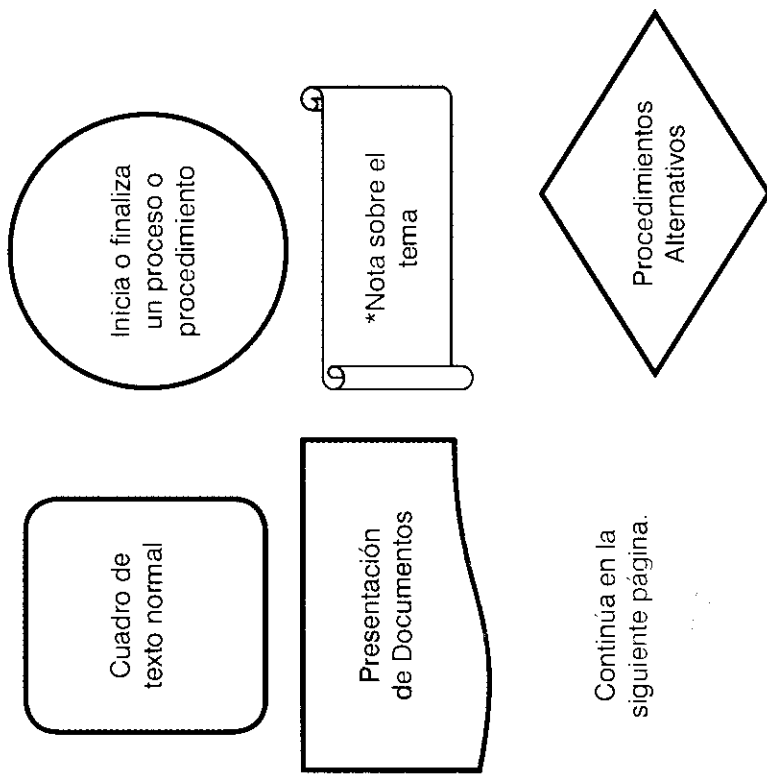 Cuadro de
texto normal
Inicia o finaliza
un proceso o
procedimiento
Presentación
de Documentos
*Nota sobre el
tema
Continúa en la
siguiente página.
Procedimientos
Alternativos